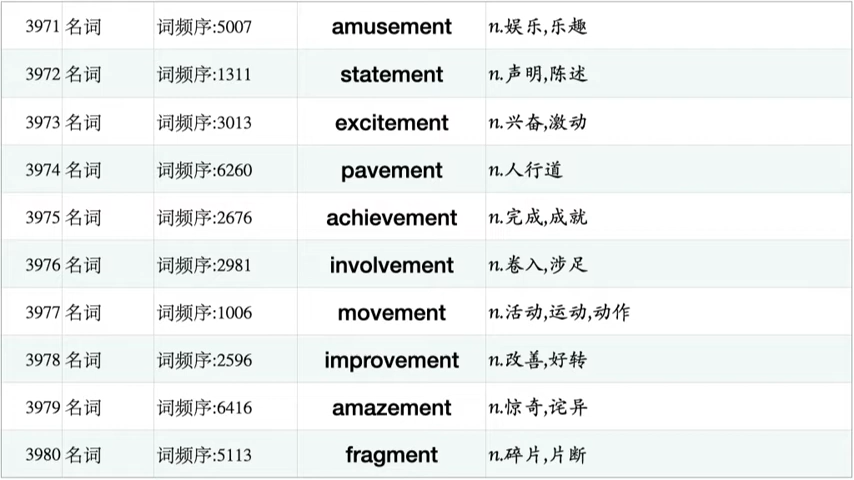 3971 名词 词频序:5007 amusement n.娱乐,乐趣
3972 名词 词频序:1311 statement n.声明,陈述
3973 名词 词频序:3013 excitement n.兴奋,激动
3974 名词 词频序:6260 pavement n.人行道
3975 名词 词频序:2676 achievement n.完成,成就
3976 名词 词频序:2981 involvement n.卷入,涉足
3977 名词 词频序:1006 movement n.活动,运动,动作
3978 名词 词频序:2596 improvement n.改善,好转
3979 名词 词频序:6416 amazement n.惊奇,诧异
3980 名词 词频序:5113 fragment n.碎片,片断